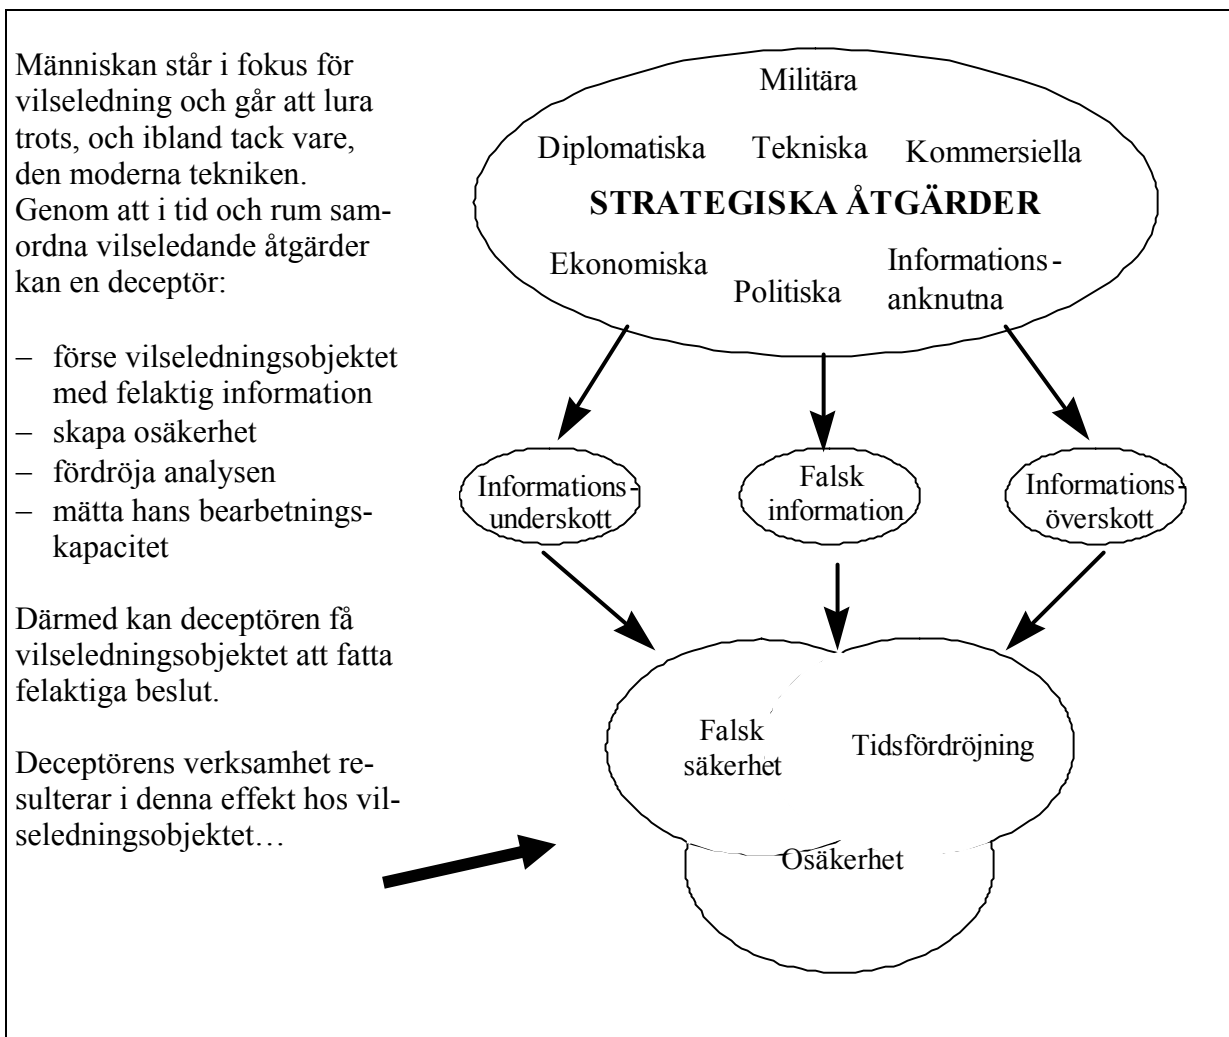 Människan står i fokus för
vilseledning och går att lura
trots, och ibland tack vare,
den moderna tekniken.
Genom att i tid och rum sam-
ordna vilseledande åtgärder
kan en deceptör:
– förse vilseledningsobjektet
med felaktig information
– skapa osäkerhet
– fördröja analysen
– mätta hans bearbetnings-
kapacitet
Därmed kan deceptören få
vilseledningsobjektet att fatta
felaktiga beslut.
Deceptörens verksamhet re-
sulterar i denna effekt hos vil-
seledningsobjektet…
Militära
Diplomatiska Tekniska Kommersiella
STRATEGISKA ÅTGÄRDER
Ekonomiska
Politiska
Informations-
anknutna
Informations-
underskott
Falsk
information
Informations-
överskott
Falsk
säkerhet
Tidsfördröjning
Osäkerhet